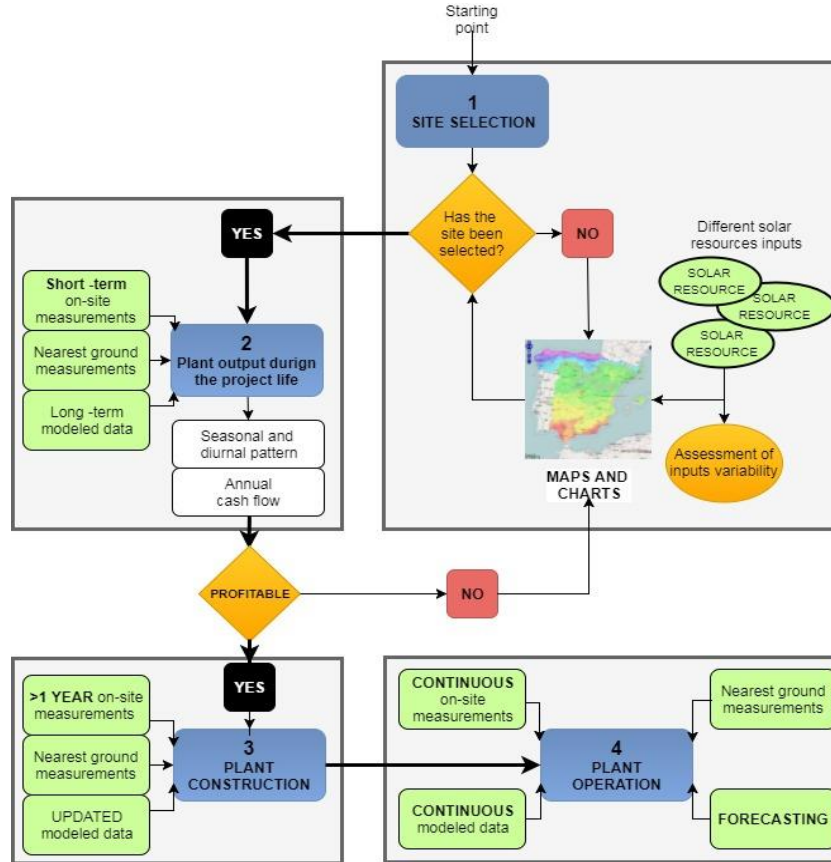 Starting
point
1
SITE SELECTION
Has the
site been
selected?
NO
YES
Different solar
resources inputs
SOLAR
RESOURCE
SOLAR
RESOURCE
SOLAR
RESOURCE
Assessment of
inputs variability
MAPS AND
CHARTS
Short -term
on-site
measurements
Nearest ground
measurements
Long -term
modeled data
2
Plant output durign
the project life
Seasonal and
diurnal pattern
Annual
cash flow
PROFITABLE
NO
YES
>1 YEAR on-site
measurements
Nearest ground
measurements
UPDATED
modeled data
3
PLANT
CONSTRUCTION
CONTINUOUS
on-site
measurements
CONTINUOUS
modeled data
4
PLANT
OPERATION
Nearest ground
measurements
FORECASTING